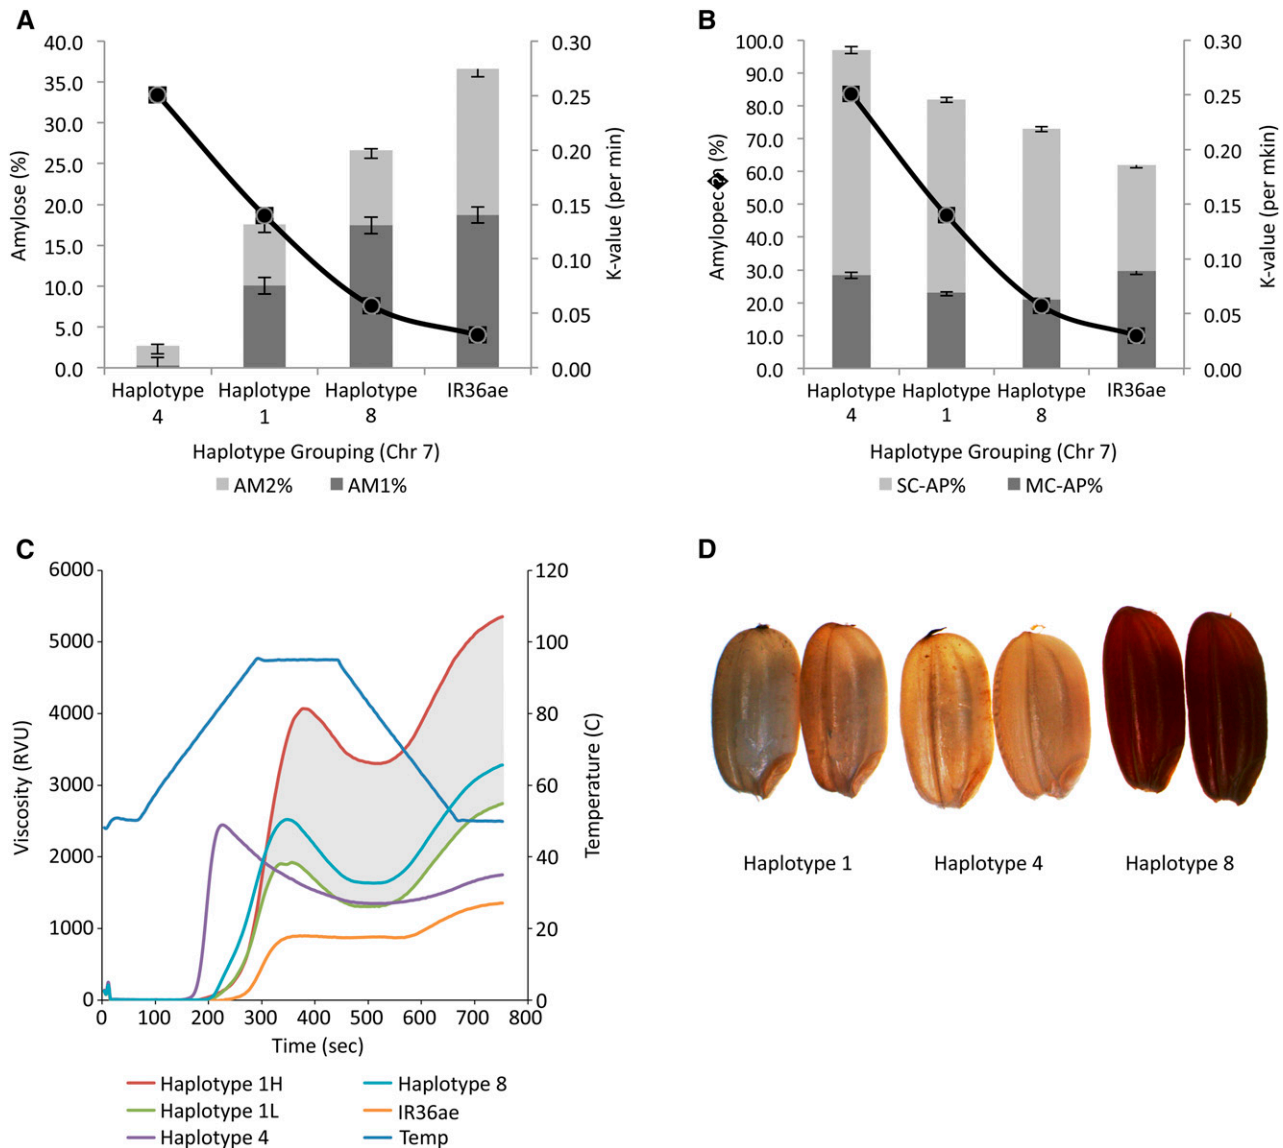 A
40.0
35.0
30.0
25.0
20.0
15.0
10.0
5.0
0.0
Amylose (%)
0.30
0.25
0.20
0.15
0.10
0.05
0.00
K-value (per min)
Haplotype 4
Haplotype 1
Haplotype 8
IR36ae
Haplotype Grouping (Chr 7)
AM2% AM1%
B
100.0
90.0
80.0
70.0
60.0
50.0
40.0
30.0
20.0
10.0
0.0
(%)
0.30
0.25
0.20
0.15
0.10
0.05
0.00
K-value (per mkin)
Haplotype 4
Haplotype 1
Haplotype 8
IR36ae
Haplotype Grouping (Chr 7)
SC-AP% MC-AP%
C
6000
5000
4000
3000
2000
1000
0
Viscosity (RVU)
120
100
80
60
40
20
0
Temperature (C)
0 100 200 300 400 500 600 700 800
Time (sec)
Haplotype 1H
Haplotype 1L
Haplotype 4
Haplotype 8
IR36ae
Temp
D
Haplotype 1
Haplotype 4
Haplotype 8